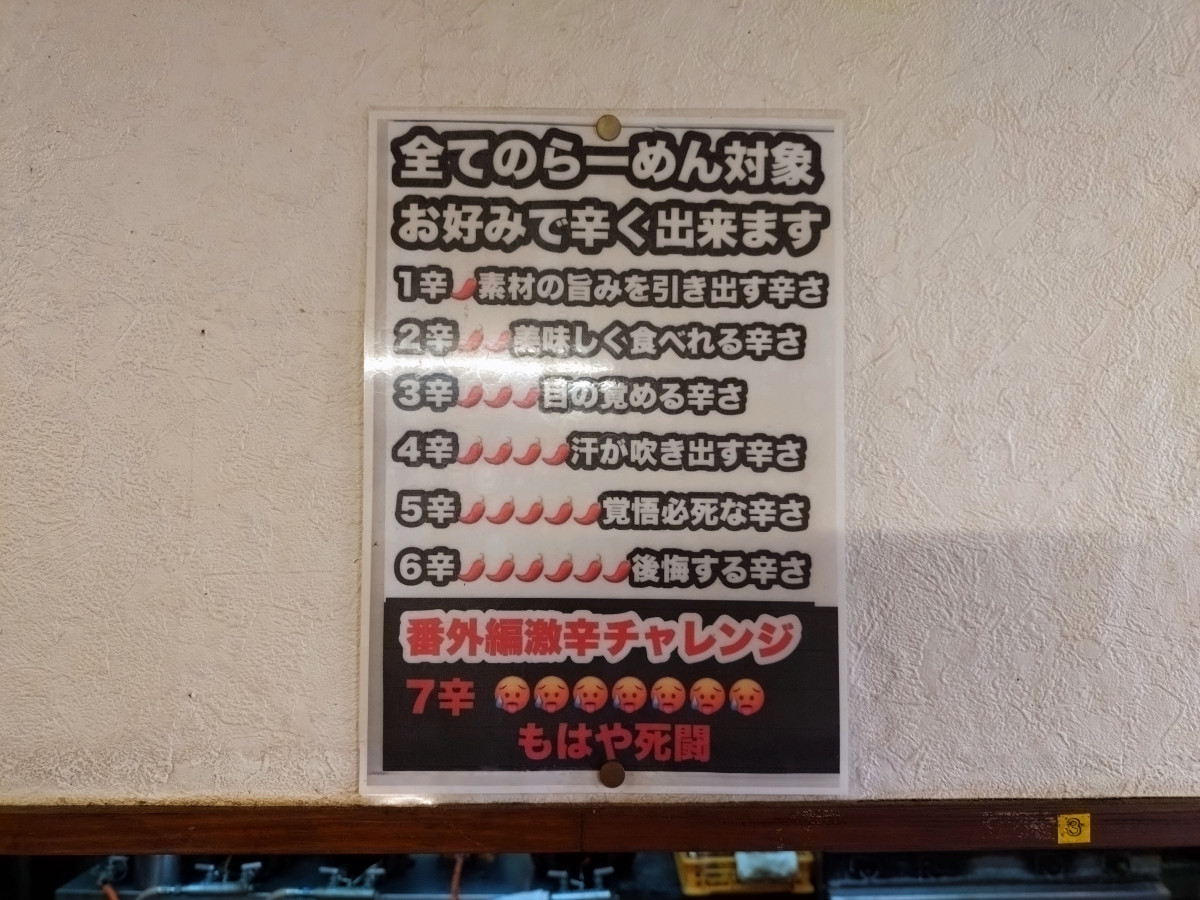 全てのらーめん対象
お好みで辛く出来ます
1辛🌶素材の旨みを引き出す辛さ
2辛🌶🌶美味しく食べれる辛さ
3辛🌶🌶🌶目の覚める辛さ
4辛🌶🌶🌶🌶汗が吹き出す辛さ
5辛🌶🌶🌶🌶🌶覚悟必死な辛さ
6辛🌶🌶🌶🌶🌶🌶後悔する辛さ
番外編激辛チャレンジ
7辛 😥😥😥😥😥😥😥
もはや死闘
3